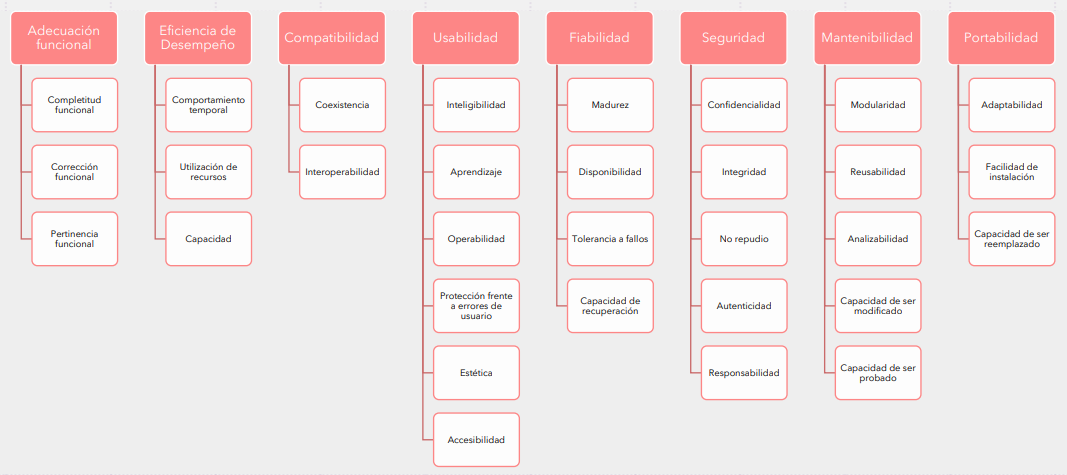 Adecuación
funcional
Completitud
funcional
Corrección
funcional
Pertinencia
funcional
Eficiencia de
Desempeño
Comportamiento
temporal
Utilización de
recursos
Capacidad
Compatibilidad
Coexistencia
Interoperabilidad
Usabilidad
Inteligibilidad
Aprendizaje
Operabilidad
Protección frente
a errores de
usuario
Estética
Accesibilidad
Fiabilidad
Madurez
Disponibilidad
Tolerancia a fallos
Capacidad de
recuperación
Seguridad
Confidencialidad
Integridad
No repudio
Autenticidad
Responsabilidad
Mantenibilidad
Modularidad
Reusabilidad
Analizabilidad
Capacidad de ser
modificado
Capacidad de ser
probado
Portabilidad
Adaptabilidad
Facilidad de
instalación
Capacidad de ser
reemplazado